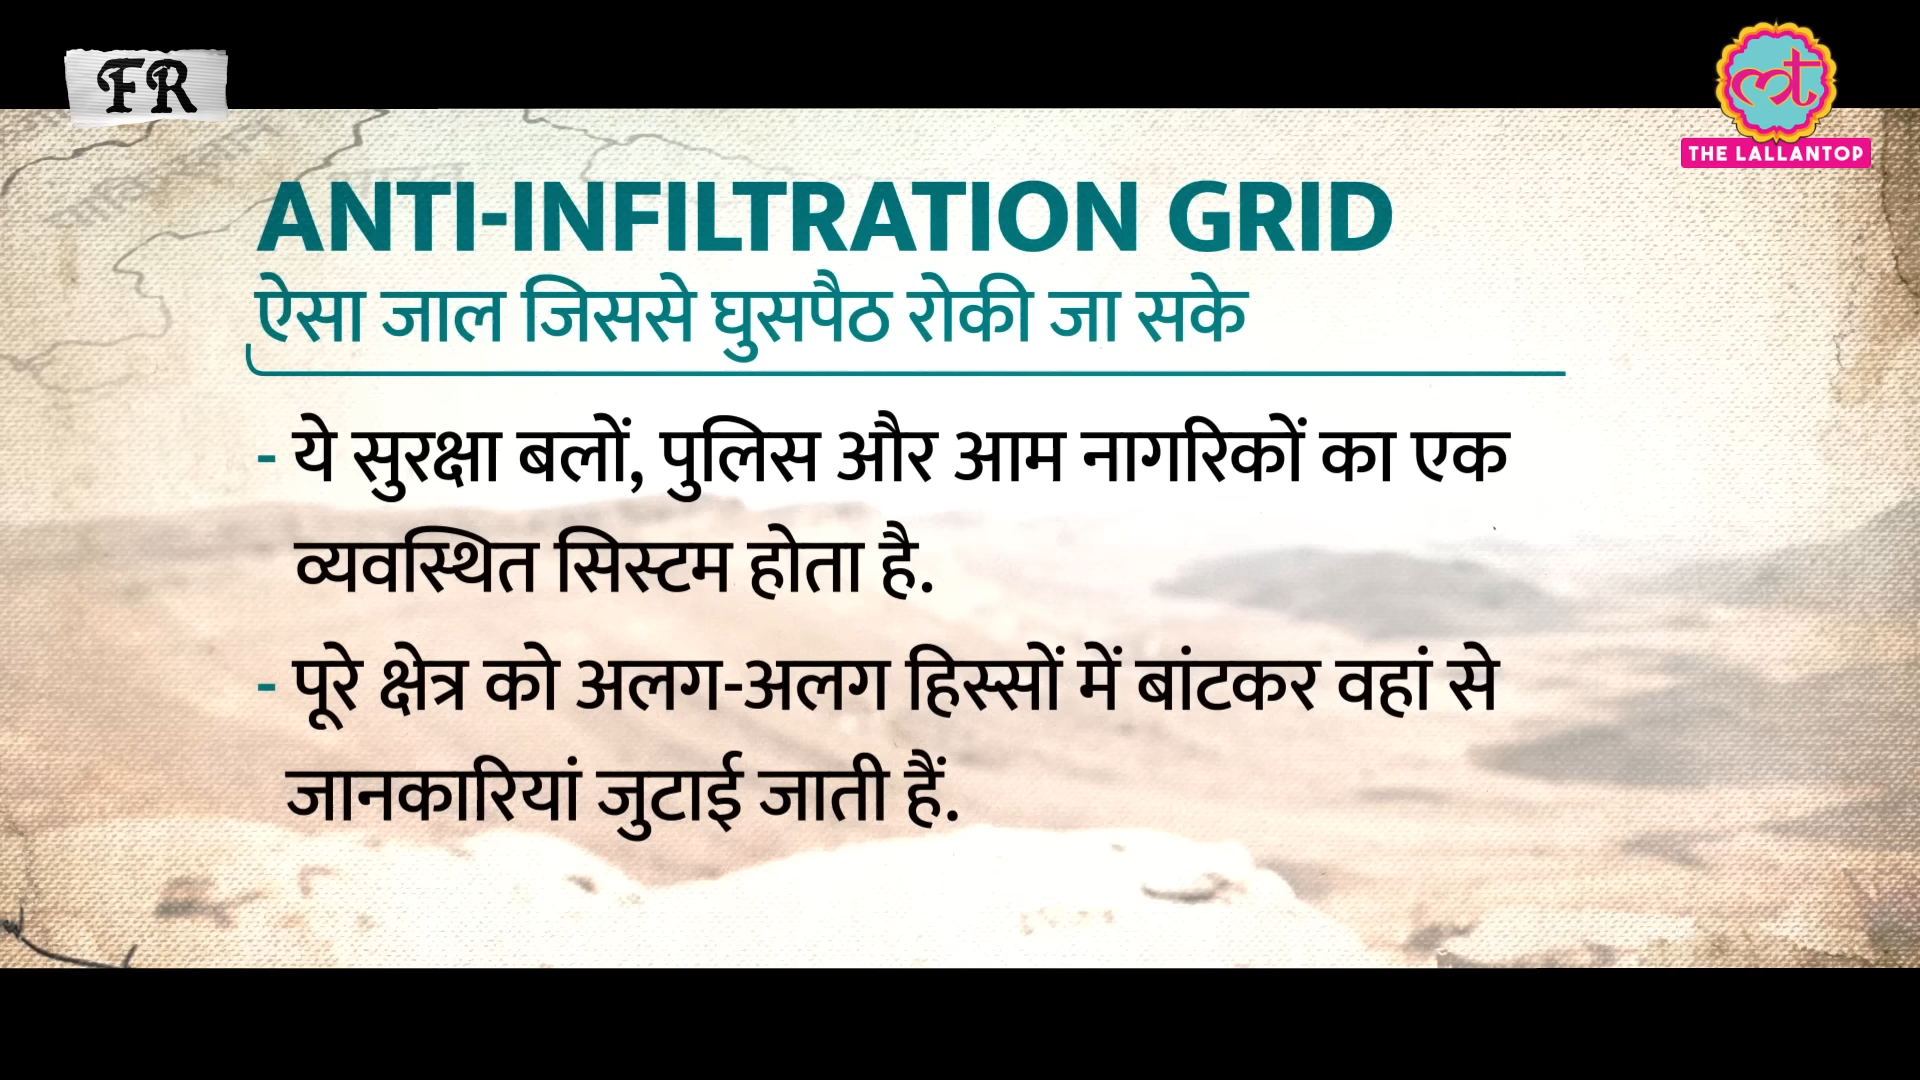 FR
THE LALLANTOP
ANTI-INFILTRATION GRID
ऐसा जाल जिससे घुसपैठ रोकी जा सके
- ये सुरक्षा बलों, पुलिस और आम नागरिकों का एक
व्यवस्थित सिस्टम होता है.
- पूरे क्षेत्र को अलग-अलग हिस्सों में बांटकर वहां से
जानकारियां जुटाई जाती हैं.